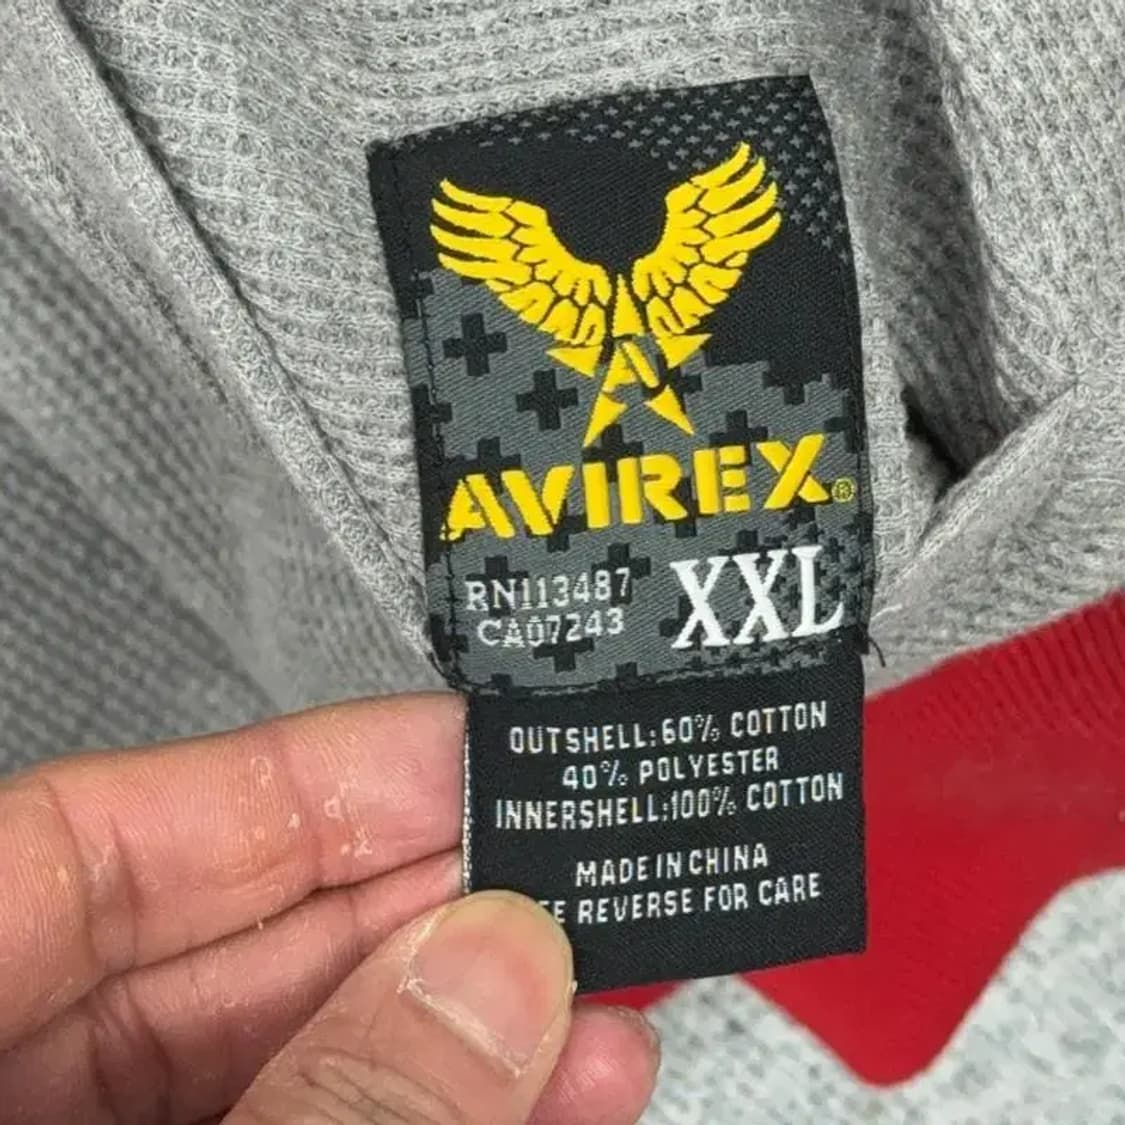 A
AVIREX®
RN113487
CA07243
XXL
OUTSHELL:60% COTTON
40% POLYESTER
INNERSHELL:100% COTTON
MADE IN CHINA
REVERSE FOR CARE